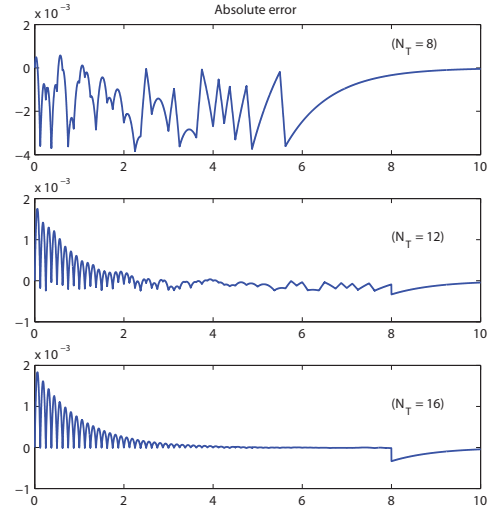 Absolute error
x 10^-3
2
0
−2
−4
(N_T = 8)
0 2 4 6 8 10
x 10^-3
2
1
0
−1
(N_T = 12)
0 2 4 6 8 10
x 10^-3
2
1
0
−1
(N_T = 16)
0 2 4 6 8 10